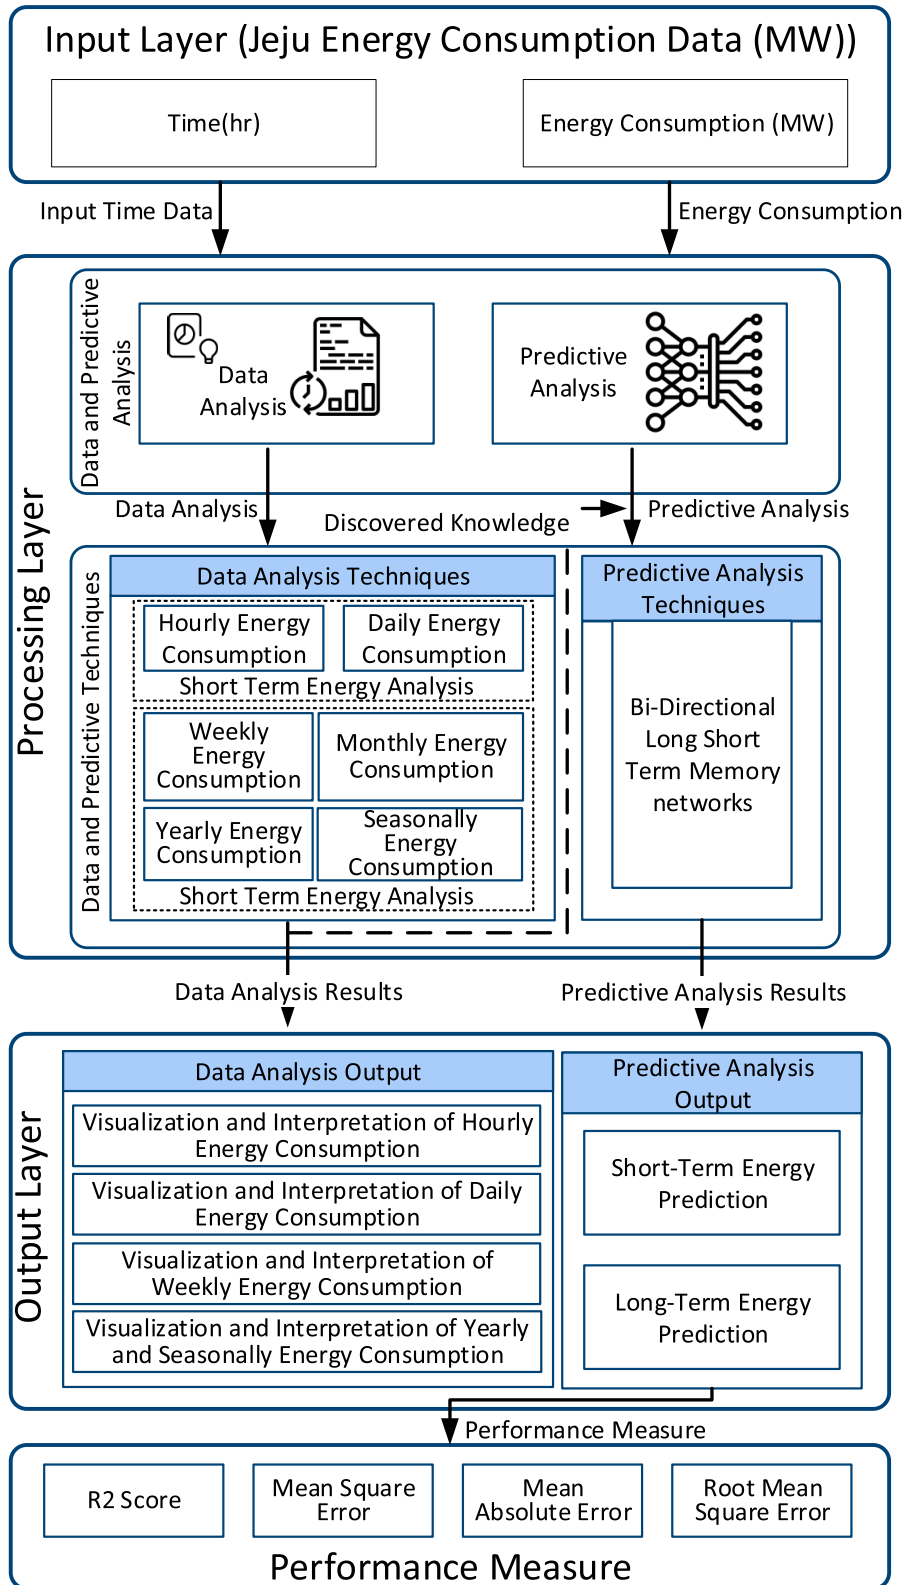 Input Layer (Jeju Energy Consumption Data (MW))
Time(hr)
Energy Consumption (MW)
Input Time Data
Energy Consumption
Processing Layer
Data and Predictive
Analysis
Data
Analysis
Predictive
Analysis
Data Analysis
Discovered Knowledge
Predictive Analysis
Data and Predictive Techniques
Data Analysis Techniques
Hourly Energy
Consumption
Daily Energy
Consumption
Short Term Energy Analysis
Weekly
Energy
Consumption
Monthly Energy
Consumption
Yearly Energy
Consumption
Seasonally
Energy
Consumption
Short Term Energy Analysis
Predictive Analysis
Techniques
Bi-Directional
Long Short
Term Memory
networks
Data Analysis Results
Predictive Analysis Results
Output Layer
Data Analysis Output
Visualization and Interpretation of Hourly
Energy Consumption
Visualization and Interpretation of Daily
Energy Consumption
Visualization and Interpretation of
Weekly Energy Consumption
Visualization and Interpretation of Yearly
and Seasonally Energy Consumption
Predictive Analysis
Output
Short-Term Energy
Prediction
Long-Term Energy
Prediction
Performance Measure
R2 Score
Mean Square
Error
Mean
Absolute Error
Root Mean
Square Error
Performance Measure